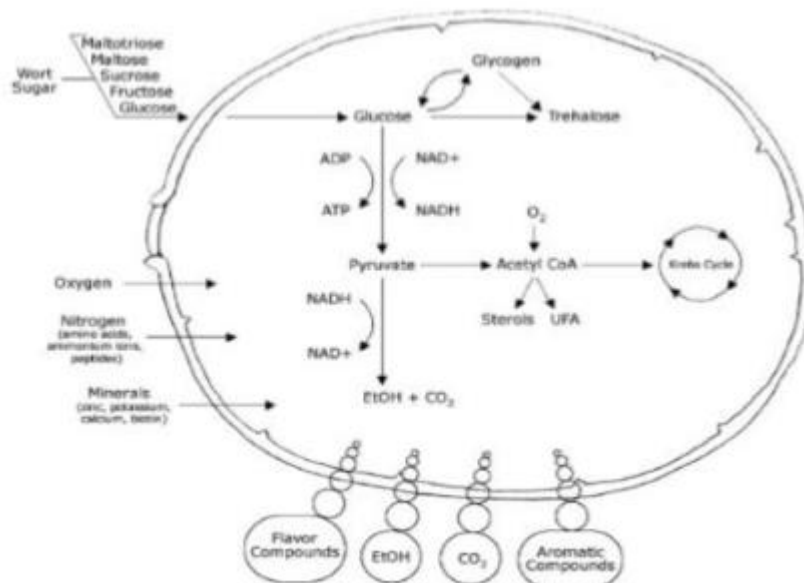 Maltotriose
Maltose
Sucrose
Fructose
Glucose
Wort
Sugar
Glycogen
Glucose
Trehalose
ADP
NAD+
ATP
NADH
O₂
Pyruvate
Acetyl CoA
Krebs Cycle
Oxygen
NADH
Sterols
UFA
Nitrogen
(amino acids,
ammonium ions,
peptides)
NAD+
Minerals
(zinc, potassium,
calcium, biotin)
EtOH + CO₂
Flavor
Compounds
EtOH
CO₂
Aromatic
Compounds